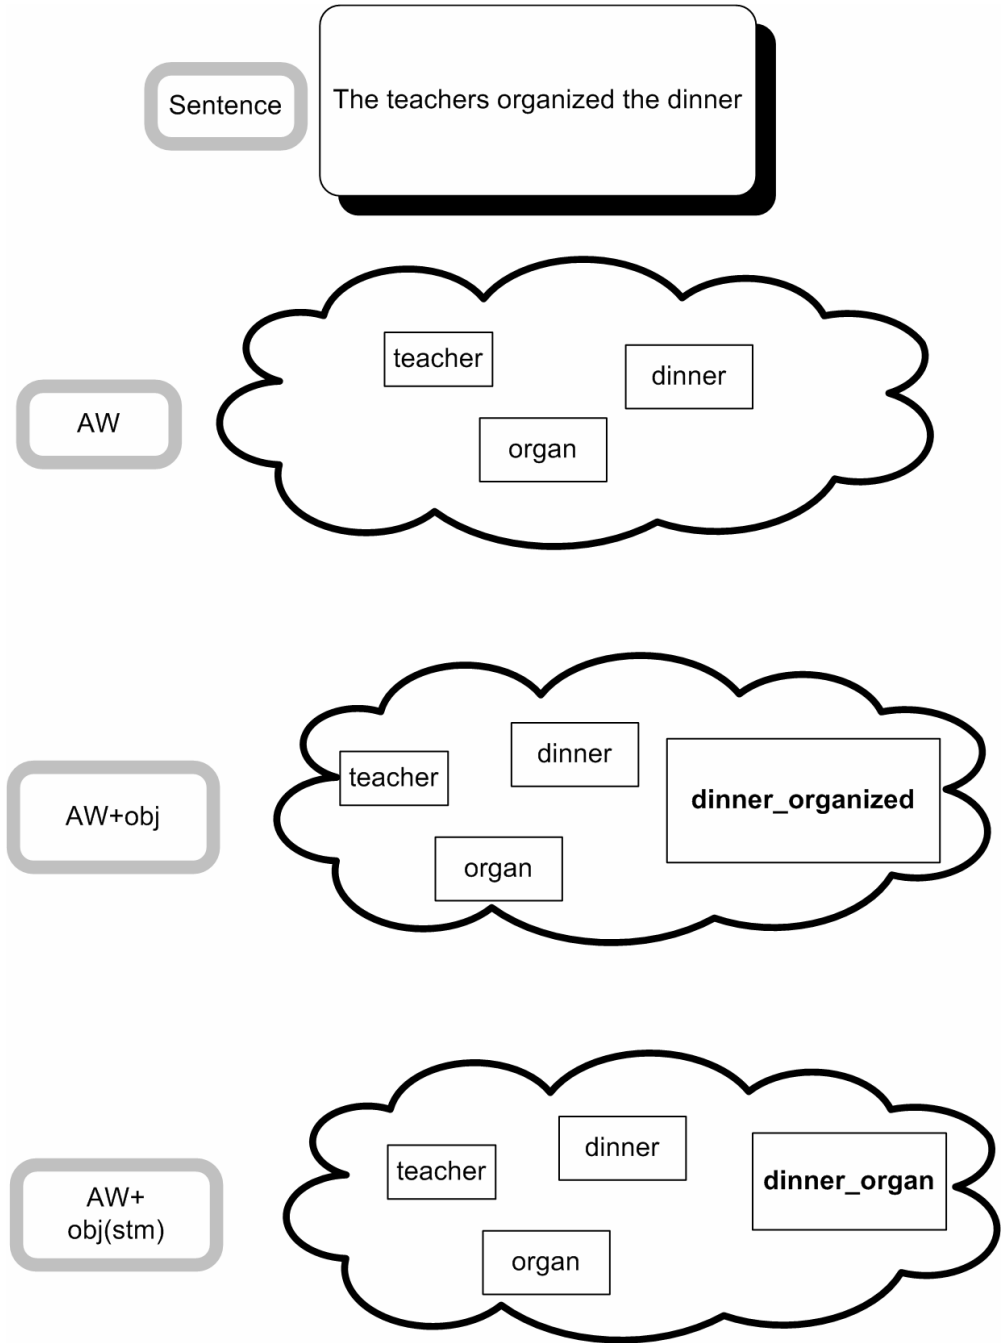 Sentence
The teachers organized the dinner
AW
teacher
dinner
organ
AW+obj
teacher
dinner
dinner_organized
organ
AW+
obj(stm)
teacher
dinner
dinner_organ
organ